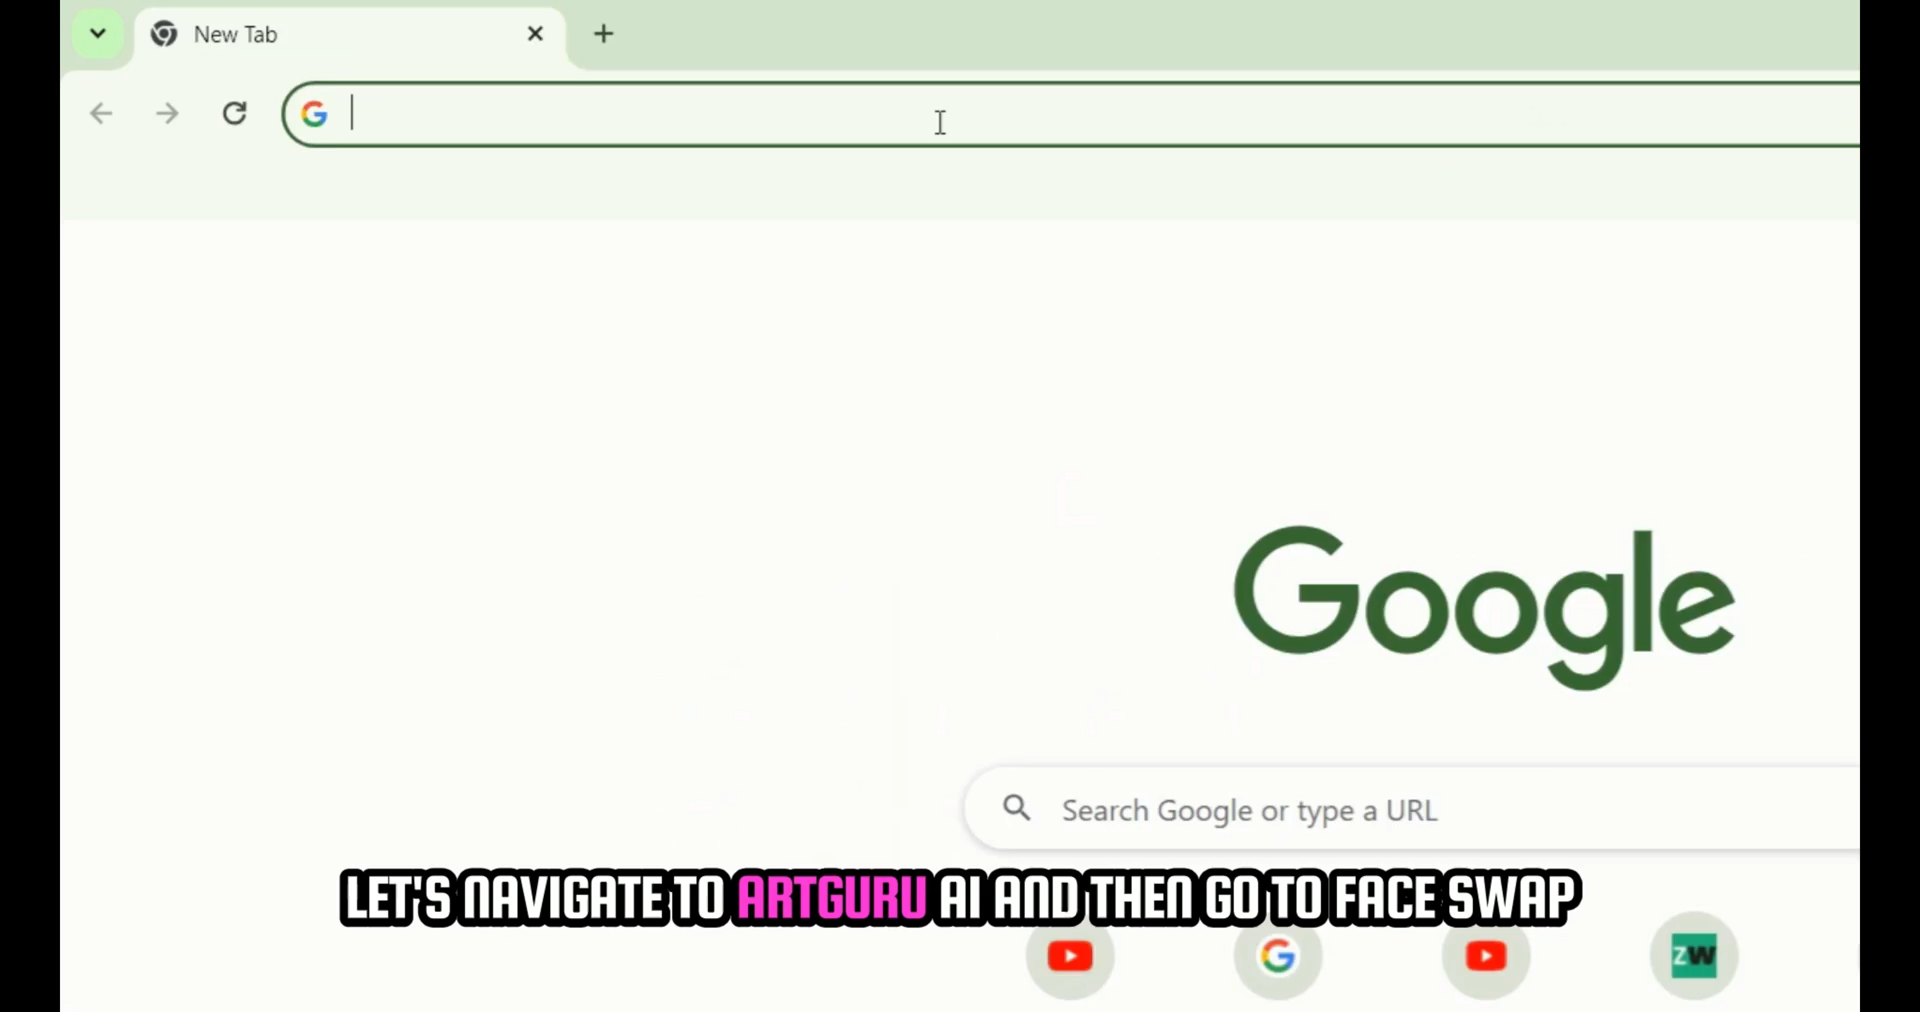 New Tab
Google
Search Google or type a URL
LET'S NAVIGATE TO ARTGURU AI AND THEN GO TO FACE SWAP
ZW